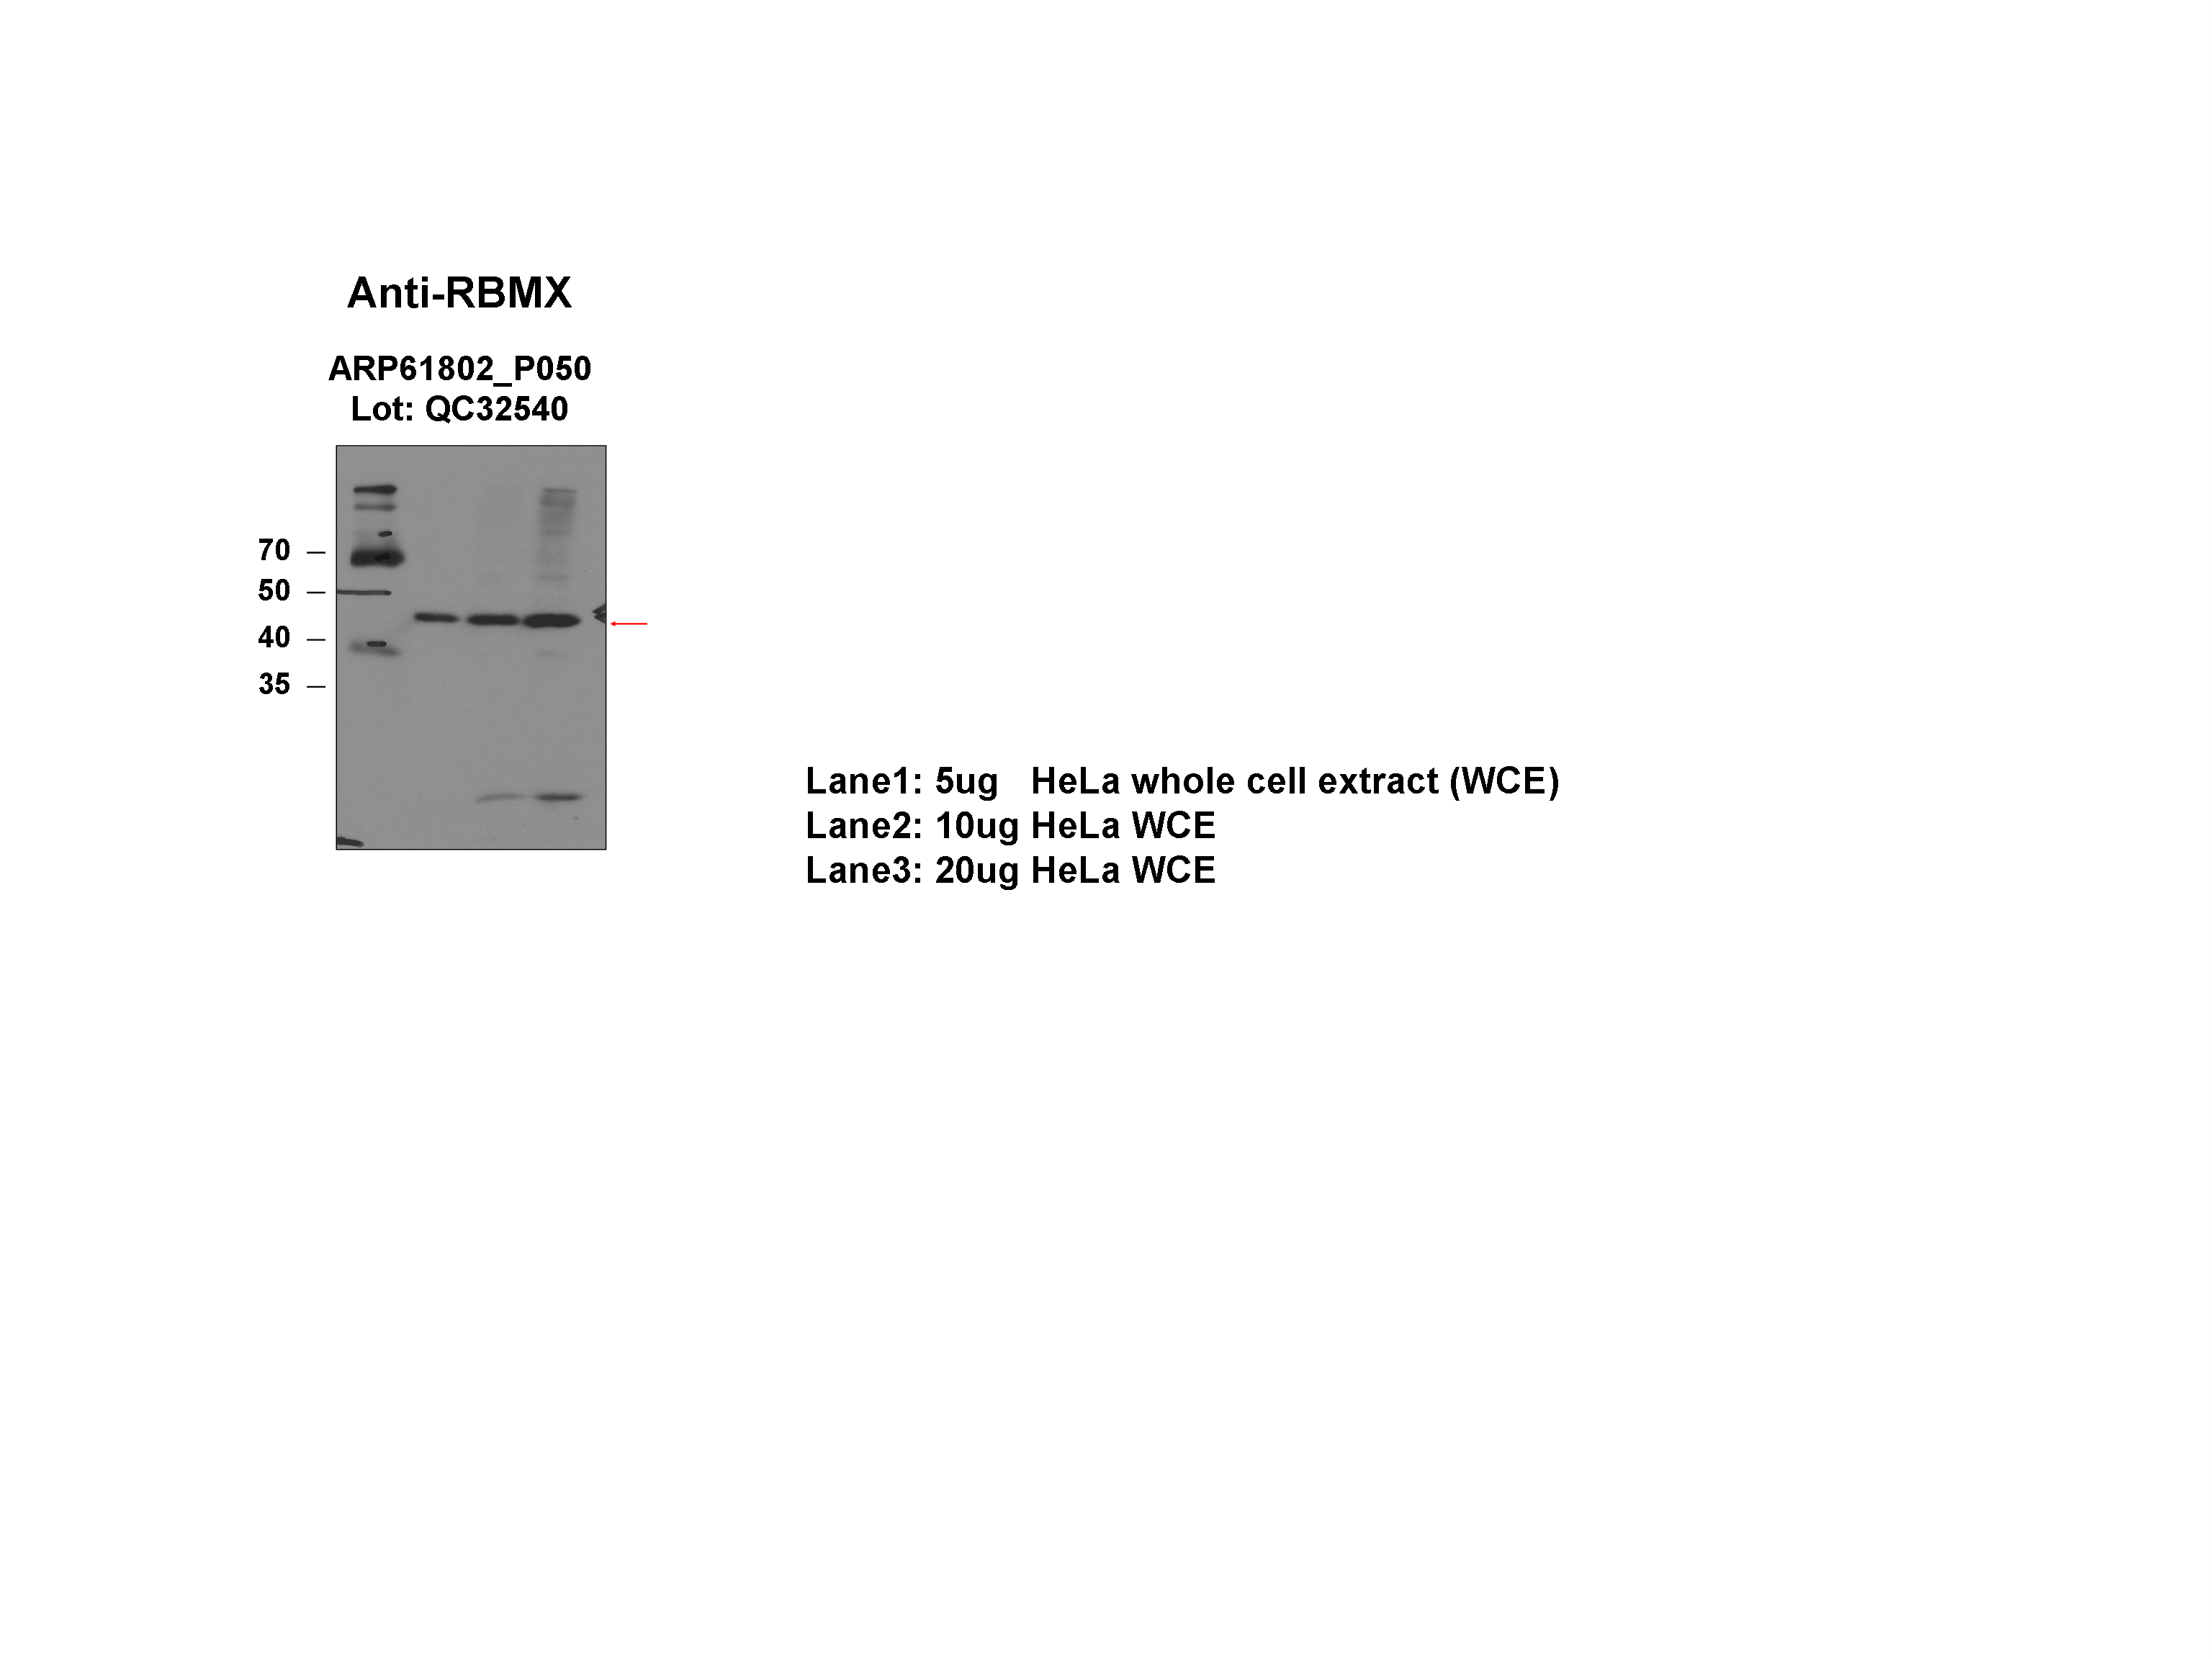 Anti-RBMX
ARP61802_P050
Lot: QC32540
70 –
50 –
40 –
35 –
Lane1: 5ug   HeLa whole cell extract (WCE)
Lane2: 10ug HeLa WCE
Lane3: 20ug HeLa WCE